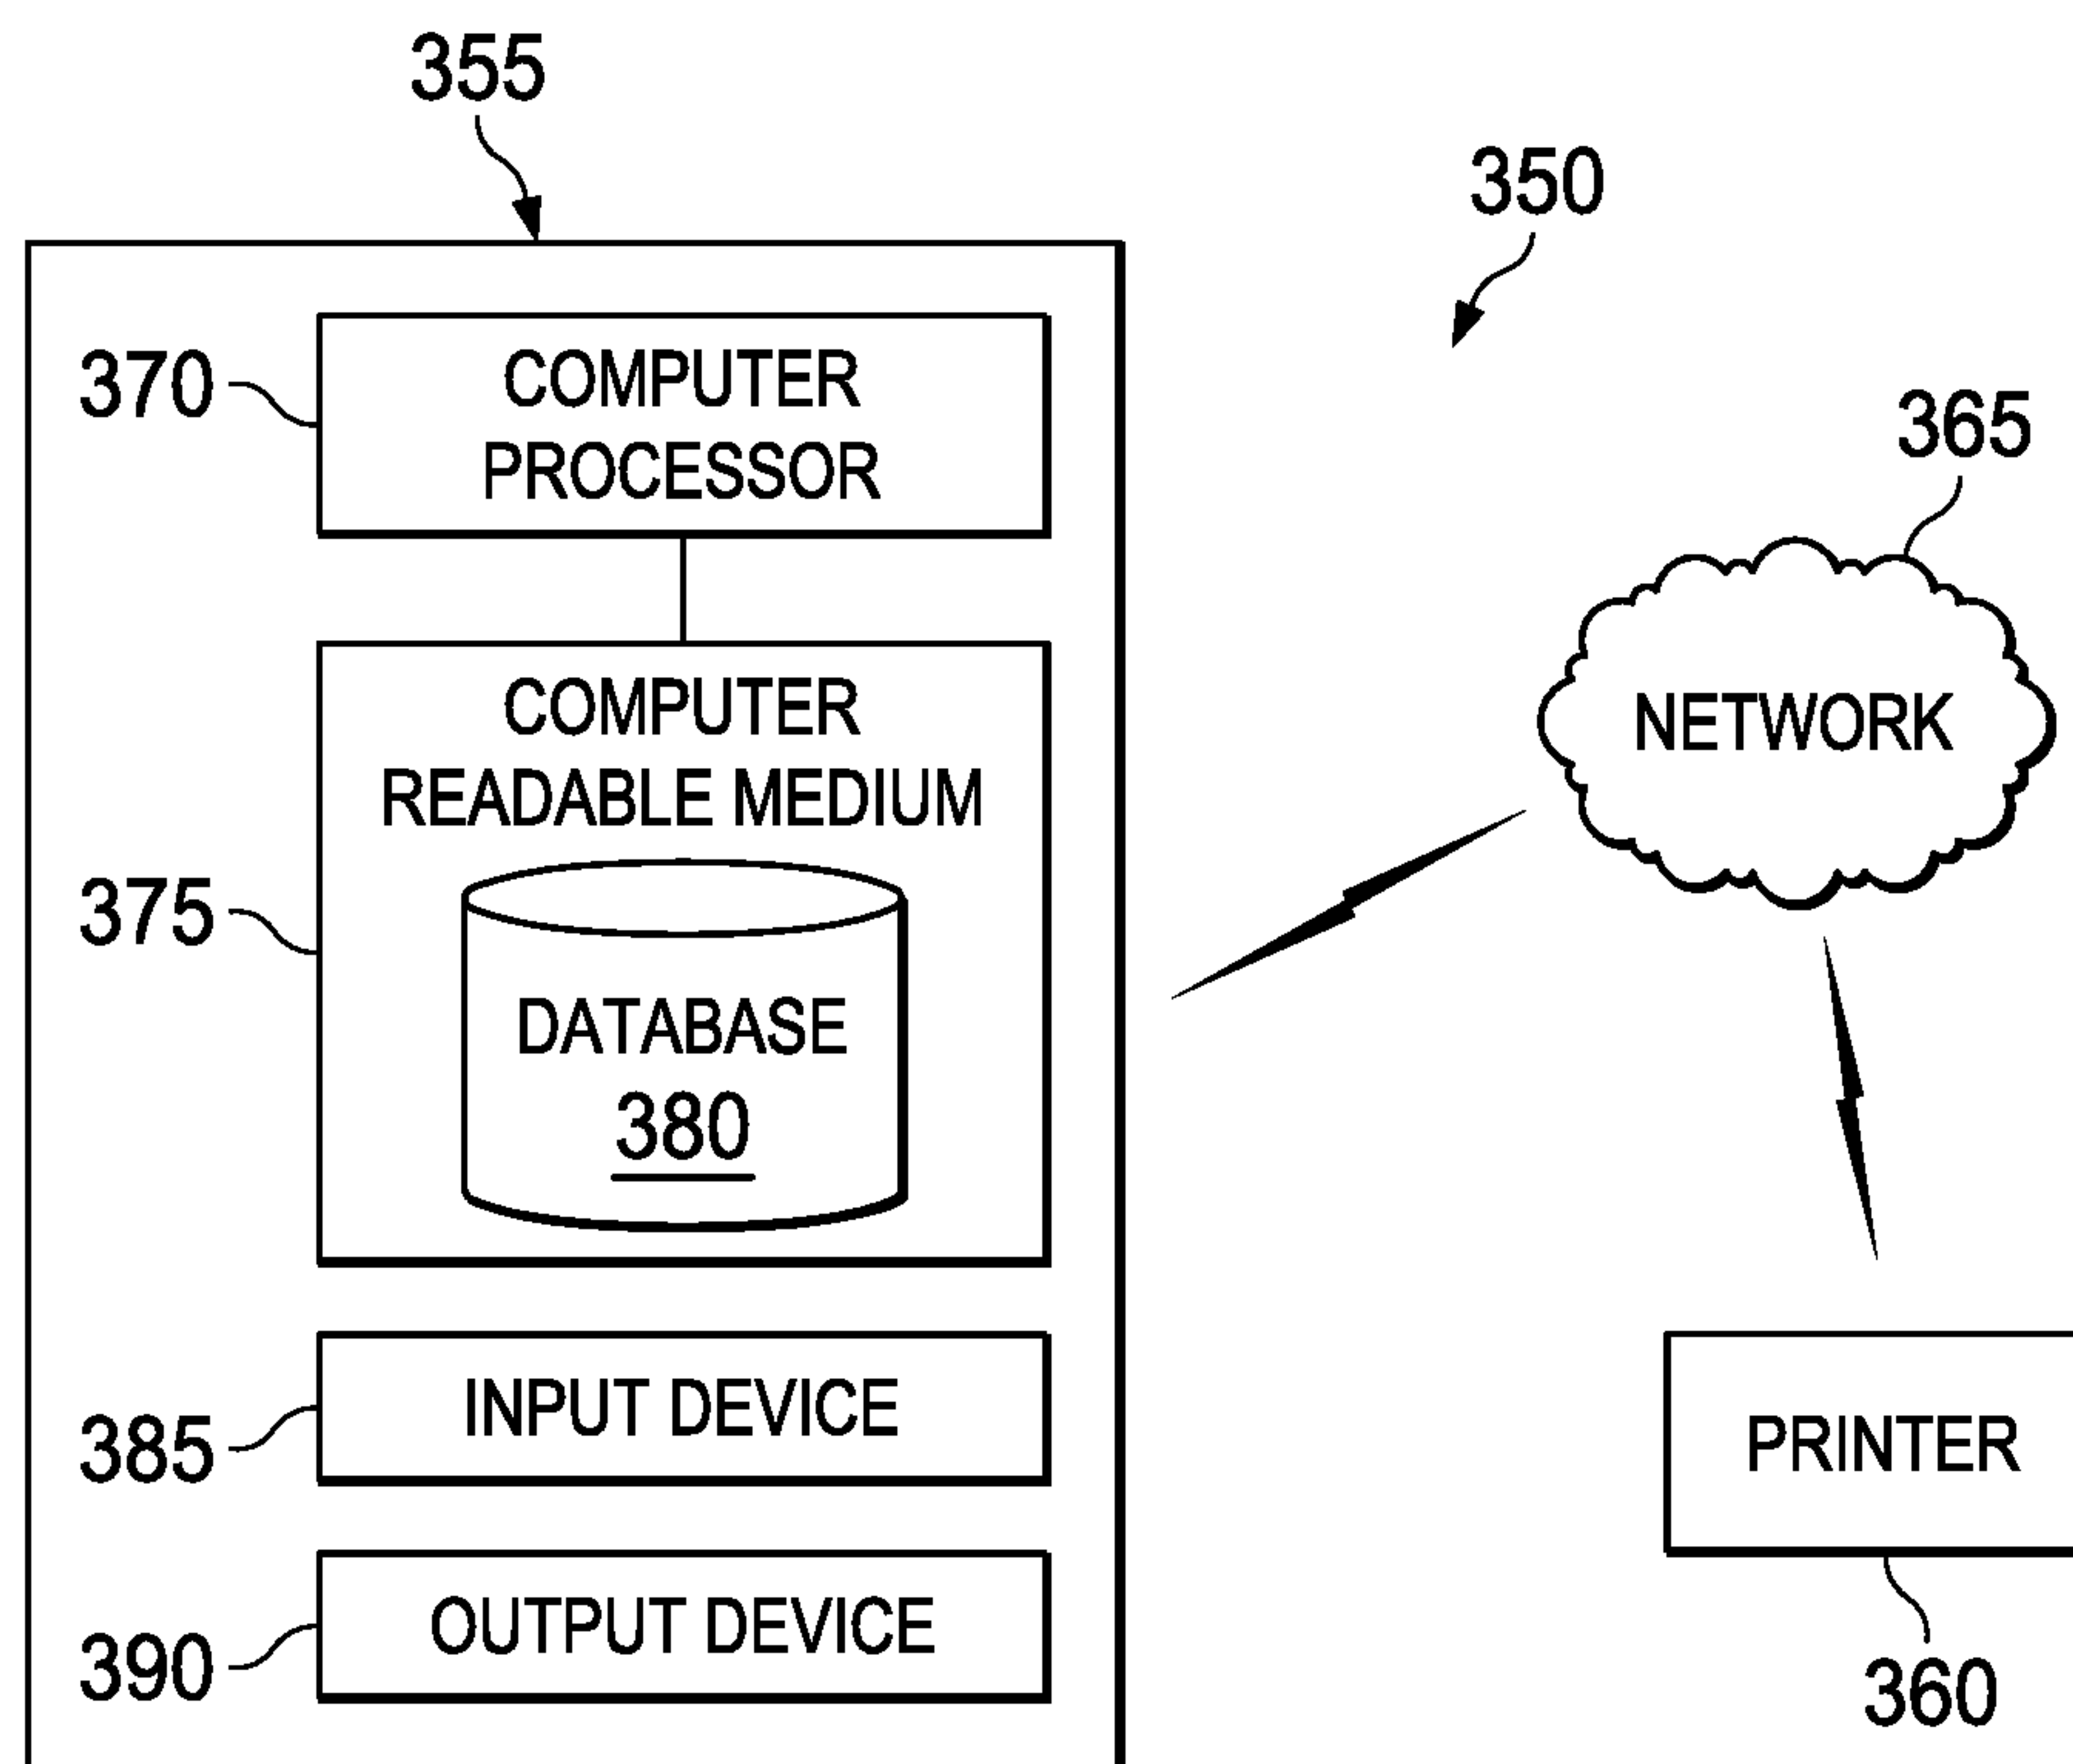 355
350
370
COMPUTER
PROCESSOR
365
COMPUTER
READABLE MEDIUM
NETWORK
375
DATABASE
380
385
INPUT DEVICE
PRINTER
390
OUTPUT DEVICE
360